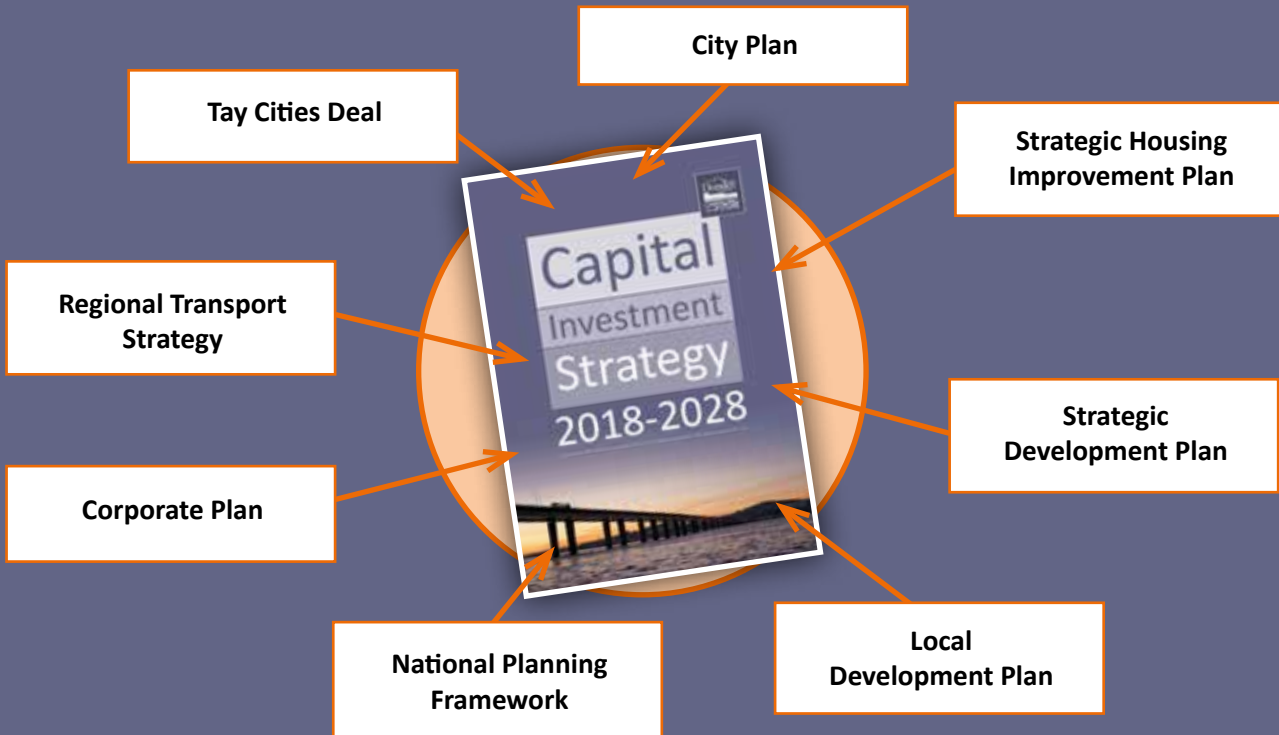 City Plan
Tay Cities Deal
Strategic Housing
Improvement Plan
Capital
Investment
Strategy
2018-2028
Regional Transport
Strategy
Strategic
Development Plan
Corporate Plan
Local
Development Plan
National Planning
Framework